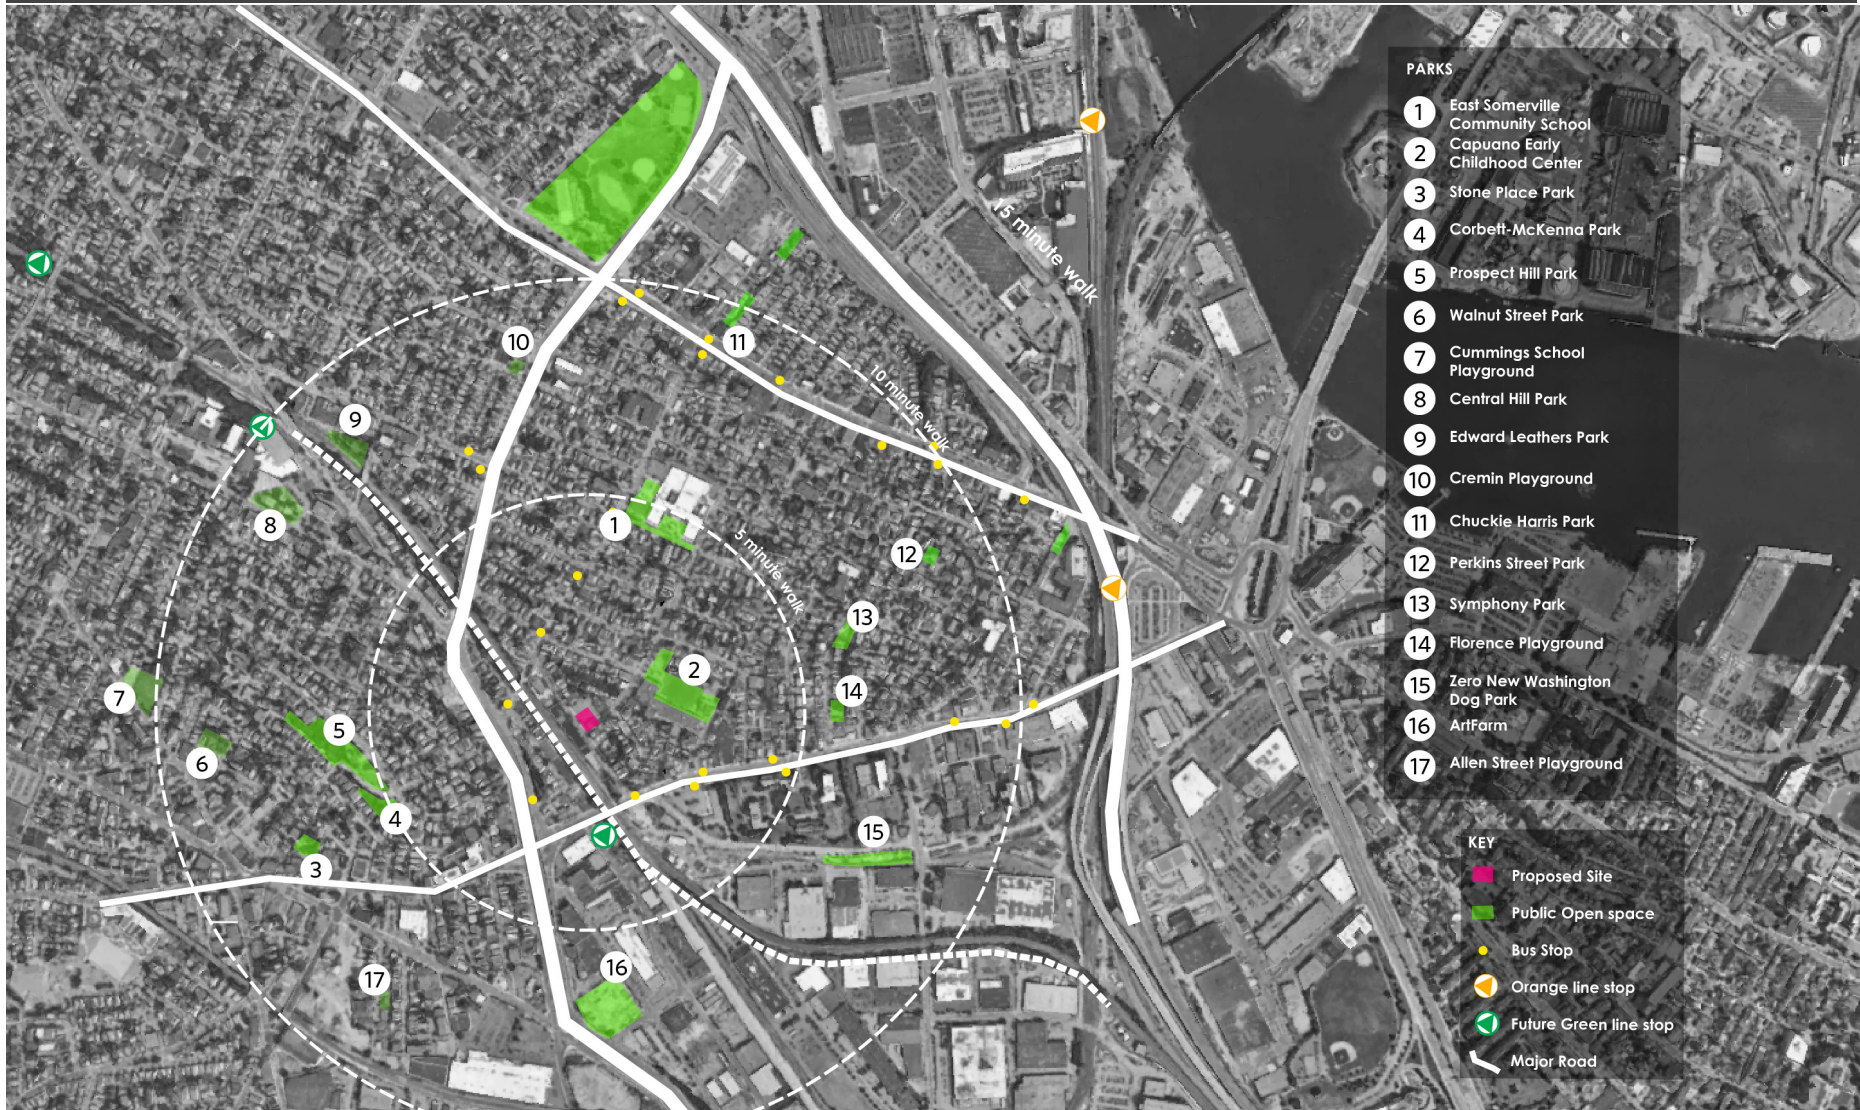 15 minute walk
10 minute walk
5 minute walk
10
11
9
8
1
12
13
2
14
7
5
6
4
3
15
16
17
PARKS
1 East Somerville
Community School
2 Capuano Early
Childhood Center
3 Stone Place Park
4 Corbett-McKenna Park
5 Prospect Hill Park
6 Walnut Street Park
7 Cummings School
Playground
8 Central Hill Park
9 Edward Leathers Park
10 Cremin Playground
11 Chuckie Harris Park
12 Perkins Street Park
13 Symphony Park
14 Florence Playground
15 Zero New Washington
Dog Park
16 ArtFarm
17 Allen Street Playground
KEY
Proposed Site
Public Open space
Bus Stop
Orange line stop
Future Green line stop
Major Road